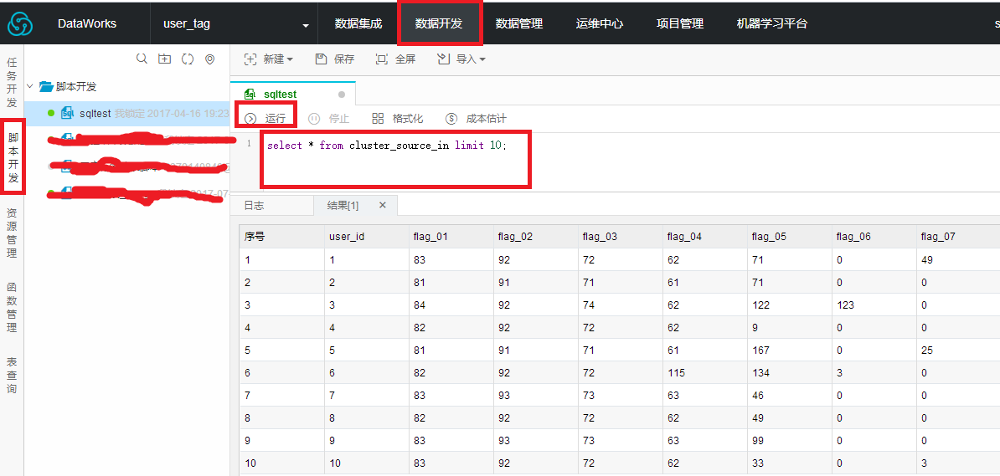 DataWorks user_tag 数据集成 数据开发 数据管理 运维中心 项目管理 机器学习平台
任务开发
脚本开发
资源管理
函数管理
表查询
脚本开发
sqltest 我锁定 2017-04-16 19:23
新建 保存 全屏 导入
sqltest
运行 停止 格式化 成本估计
1 select * from cluster_source_in limit 10;
日志 结果[1] ×
序号 user_id flag_01 flag_02 flag_03 flag_04 flag_05 flag_06 flag_07
1 1 83 92 72 62 71 0 49
2 2 81 91 71 61 71 0 0
3 3 84 92 74 62 122 123 0
4 4 82 92 72 62 9 0 0
5 5 81 91 71 61 167 0 25
6 6 82 92 72 115 134 3 0
7 7 83 93 73 63 46 0 0
8 8 82 92 72 62 49 0 0
9 9 83 93 73 63 99 0 0
10 10 83 92 72 62 33 0 3